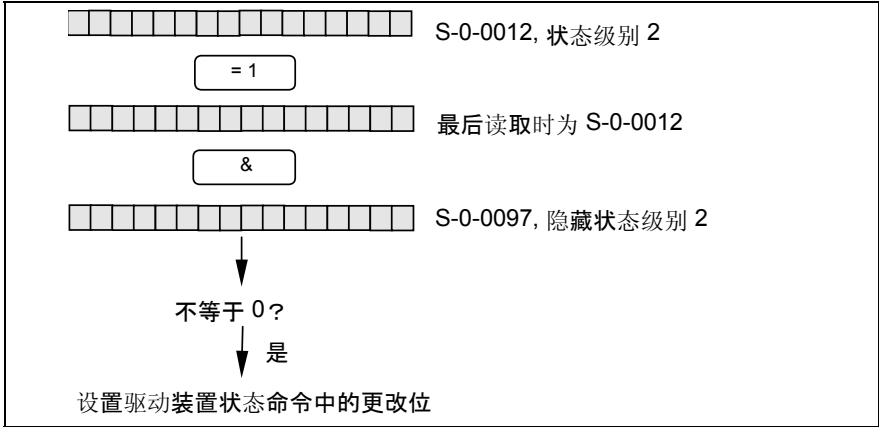 S-0-0012, 状态级别 2
= 1
最后读取时为 S-0-0012
&
S-0-0097, 隐藏状态级别 2
不等于 0？
是
设置驱动装置状态命令中的更改位